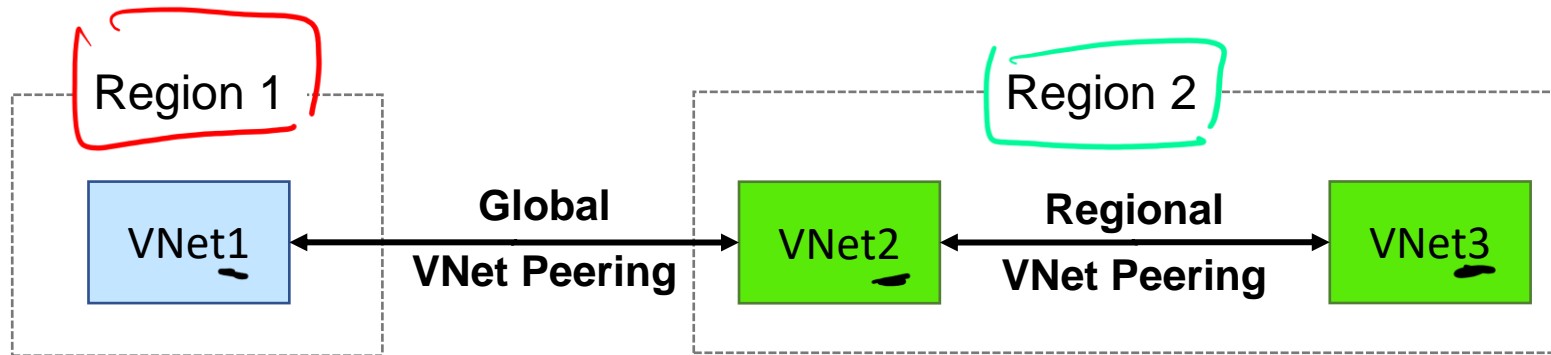 Region 1
Region 2
VNet1
Global
VNet Peering
VNet2
Regional
VNet Peering
VNet3